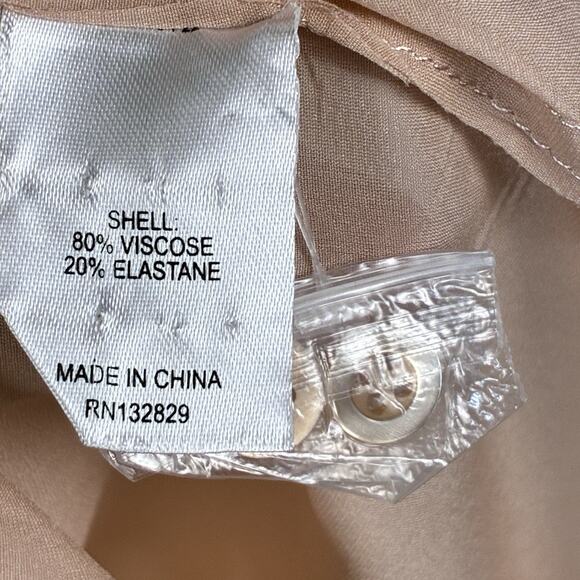 SHELL:
80% VISCOSE
20% ELASTANE
MADE IN CHINA
RN132829